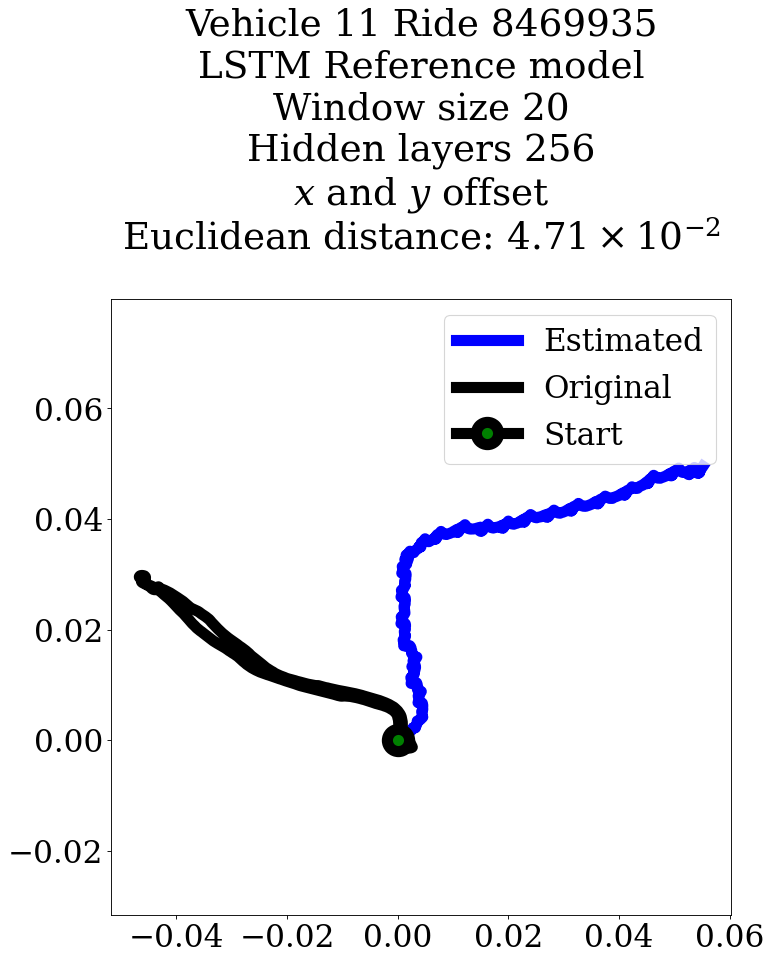 Vehicle 11 Ride 8469935
LSTM Reference model
Window size 20
Hidden layers 256
x and y offset
Euclidean distance: 4.71 × 10⁻²
Estimated
Original
Start
0.06
0.04
0.02
0.00
−0.02
−0.04 −0.02 0.00 0.02 0.04 0.06